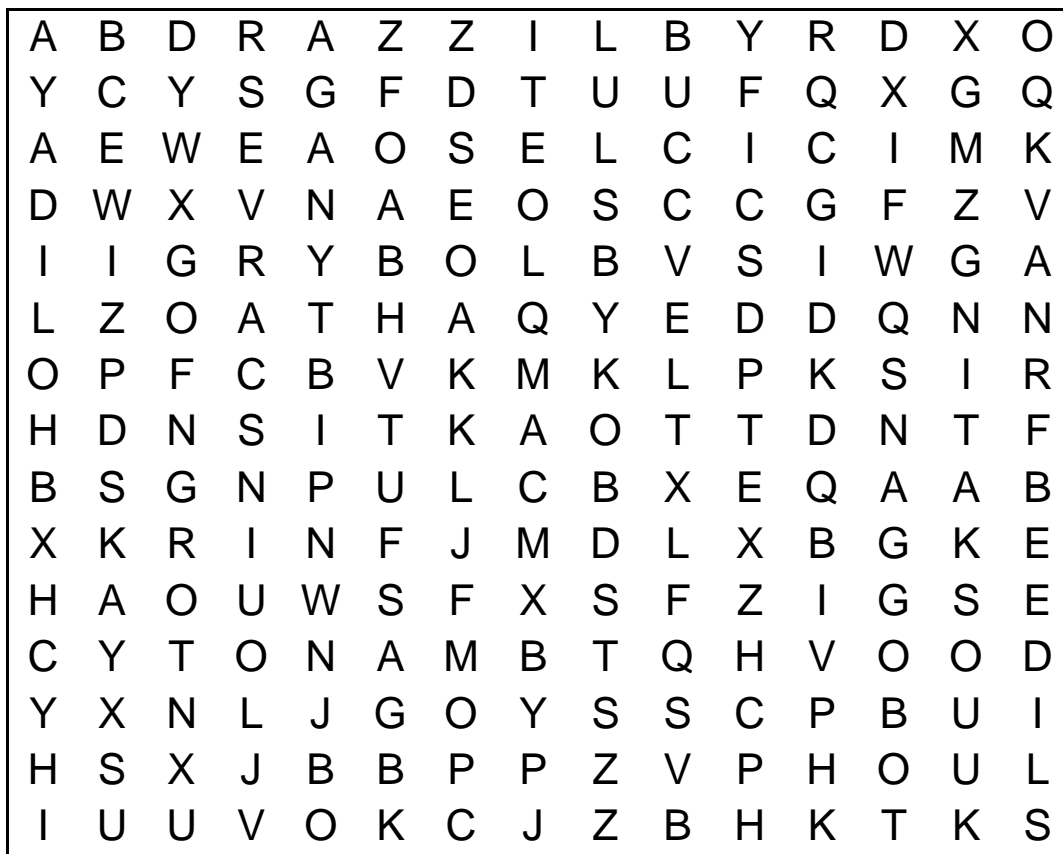 A B D R A Z Z I L B Y R D X O
Y C Y S G F D T U U F Q X G Q
A E W E A O S E L C I C I M K
D W X V N A E O S C C G F Z V
I I G R Y B O L B V S I W G A
L Z O A T H A Q Y E D D Q N N
O P F C B V K M K L P K S I R
H D N S I T K A O T T D N T F
B S G N P U L C B X E Q A A B
X K R I N F J M D L X B G K E
H A O U W S F X S F Z I G S E
C Y T O N A M B T Q H V O O D
Y X N L J G O Y S S C P B U I
H S X J B B P P Z V P H O U L
I U U V O K C J Z B H K T K S